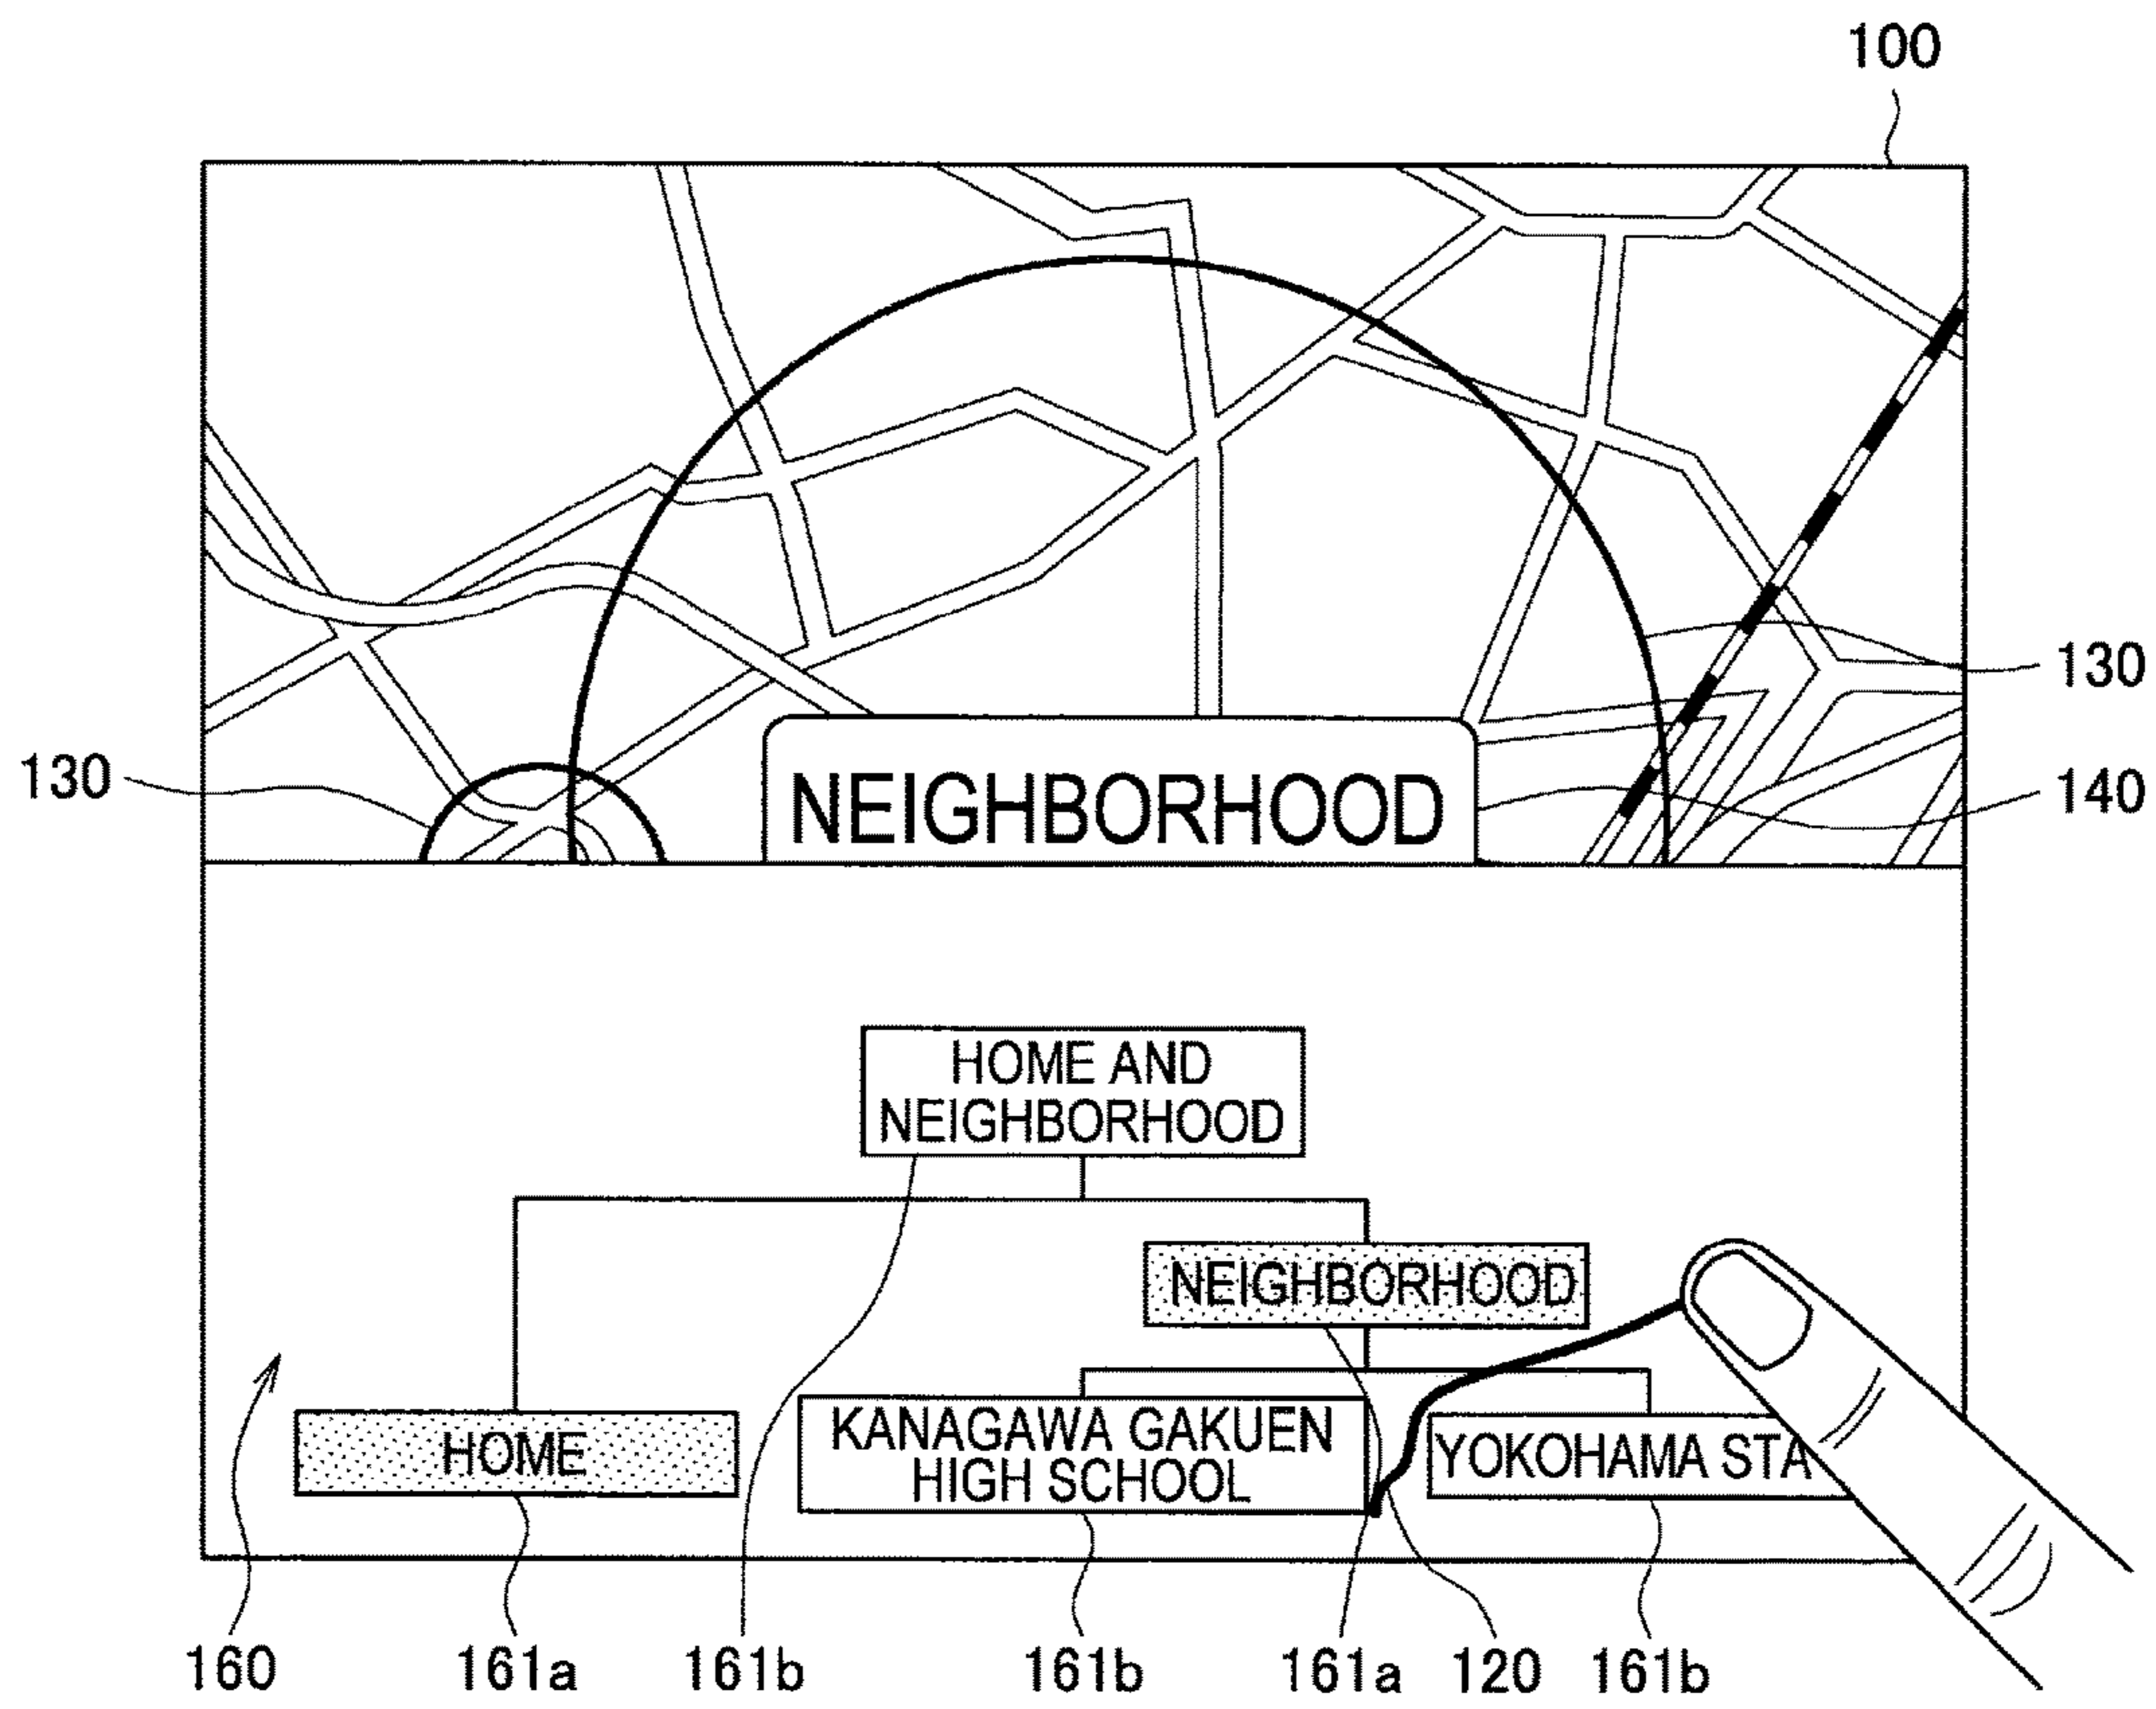 100
130
130
NEIGHBORHOOD
140
HOME AND
NEIGHBORHOOD
NEIGHBORHOOD
HOME
KANAGAWA GAKUEN
HIGH SCHOOL
YOKOHAMA STA
160
161a
161b
161b
161a
120
161b